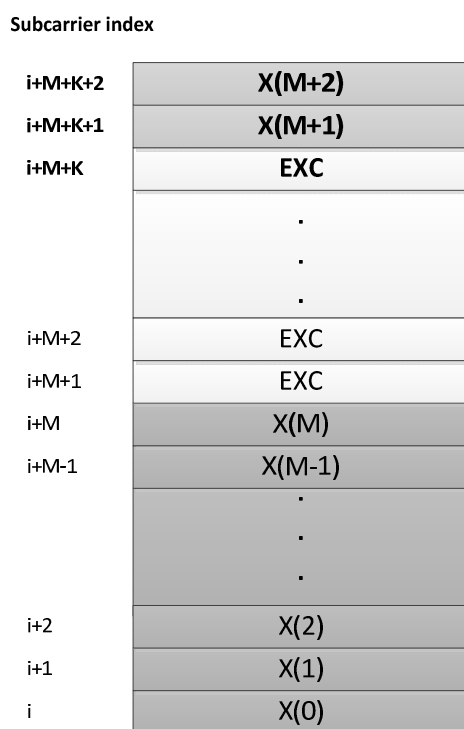 Subcarrier index
i+M+K+2 X(M+2)
i+M+K+1 X(M+1)
i+M+K EXC
.
.
.
i+M+2 EXC
i+M+1 EXC
i+M X(M)
i+M-1 X(M-1)
.
.
.
i+2 X(2)
i+1 X(1)
i X(0)